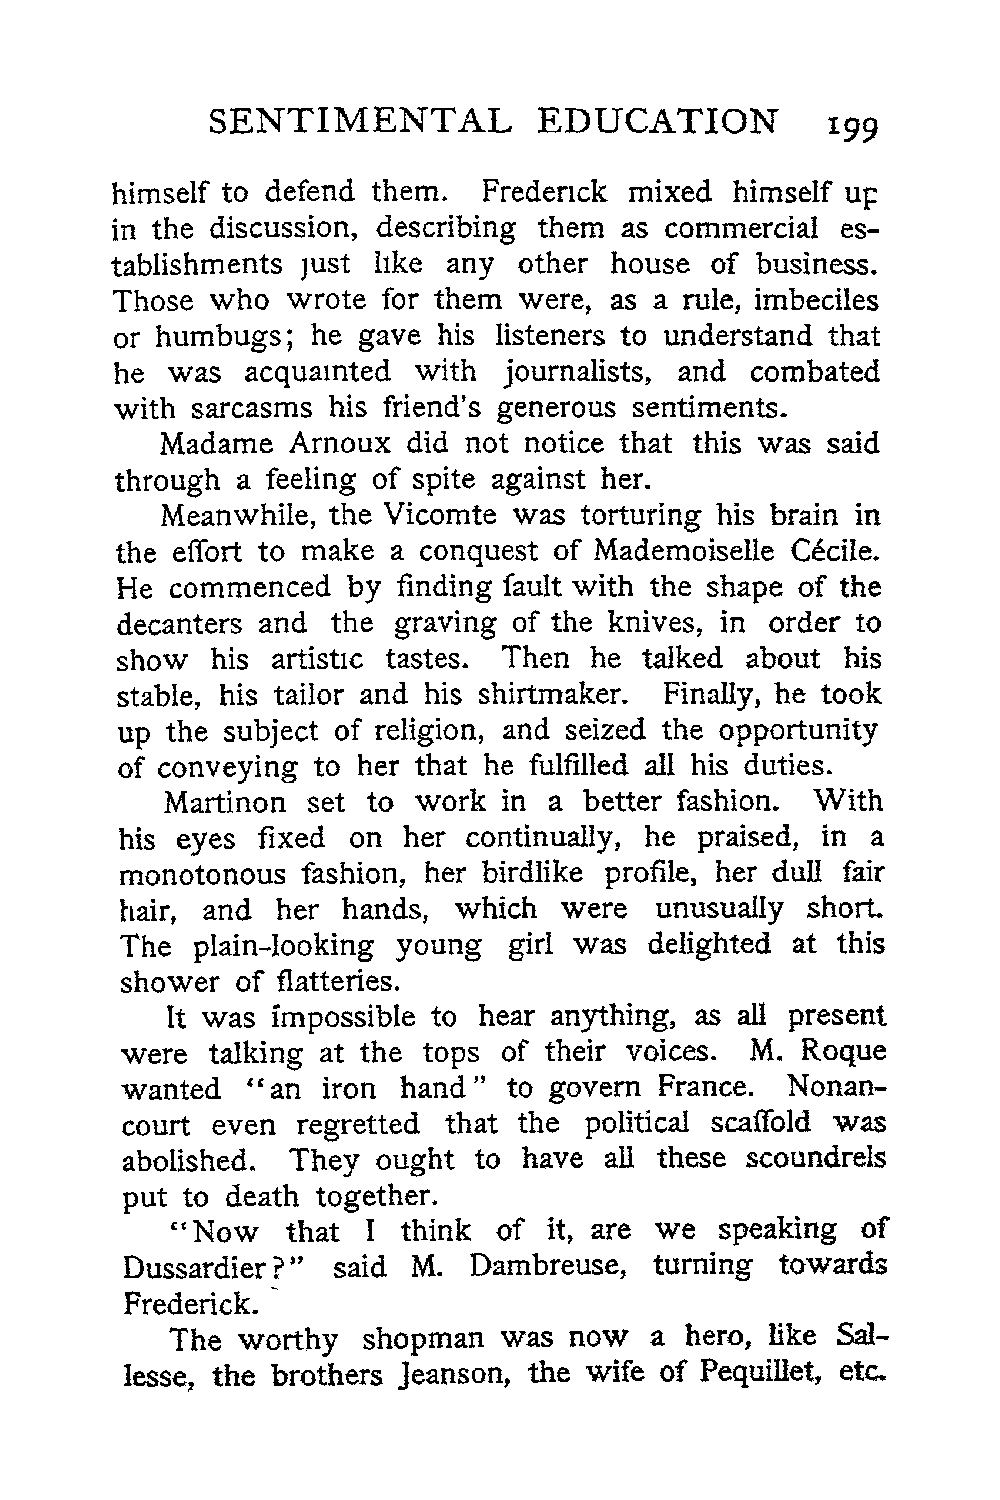 SENTIMENTAL EDUCATION 199
himself to defend them. Frederick mixed himself up
in the discussion, describing them as commercial es-
tablishments just like any other house of business.
Those who wrote for them were, as a rule, imbeciles
or humbugs; he gave his listeners to understand that
he was acquainted with journalists, and combated
with sarcasms his friend's generous sentiments.
Madame Arnoux did not notice that this was said
through a feeling of spite against her.
Meanwhile, the Vicomte was torturing his brain in
the effort to make a conquest of Mademoiselle Cécile.
He commenced by finding fault with the shape of the
decanters and the graving of the knives, in order to
show his artistic tastes. Then he talked about his
stable, his tailor and his shirtmaker. Finally, he took
up the subject of religion, and seized the opportunity
of conveying to her that he fulfilled all his duties.
Martinon set to work in a better fashion. With
his eyes fixed on her continually, he praised, in a
monotonous fashion, her birdlike profile, her dull fair
hair, and her hands, which were unusually short.
The plain-looking young girl was delighted at this
shower of flatteries.
It was impossible to hear anything, as all present
were talking at the tops of their voices. M. Roque
wanted "an iron hand" to govern France. Nonan-
court even regretted that the political scaffold was
abolished. They ought to have all these scoundrels
put to death together.
"Now that I think of it, are we speaking of
Dussardier?" said M. Dambreuse, turning towards
Frederick.
The worthy shopman was now a hero, like Sal-
lesse, the brothers Jeanson, the wife of Pequillet, etc.